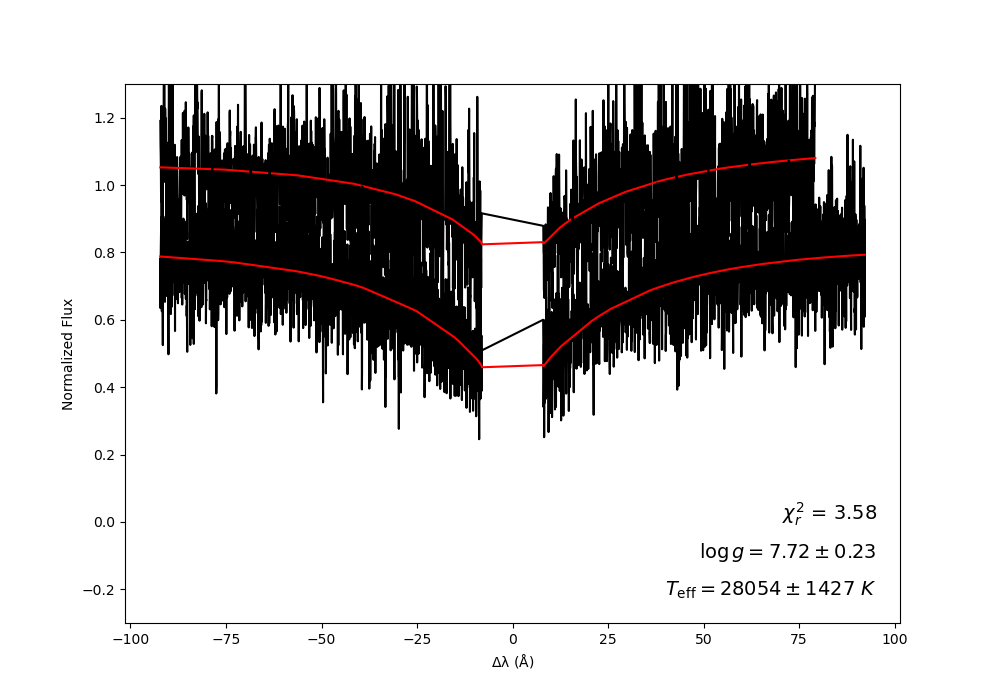 1.2
1.0
0.8
0.6
0.4
0.2
0.0
−0.2
Normalized Flux
χ²ᵣ = 3.58
log g = 7.72 ± 0.23
T_eff = 28054 ± 1427 K
−100 −75 −50 −25 0 25 50 75 100
Δλ (Å)